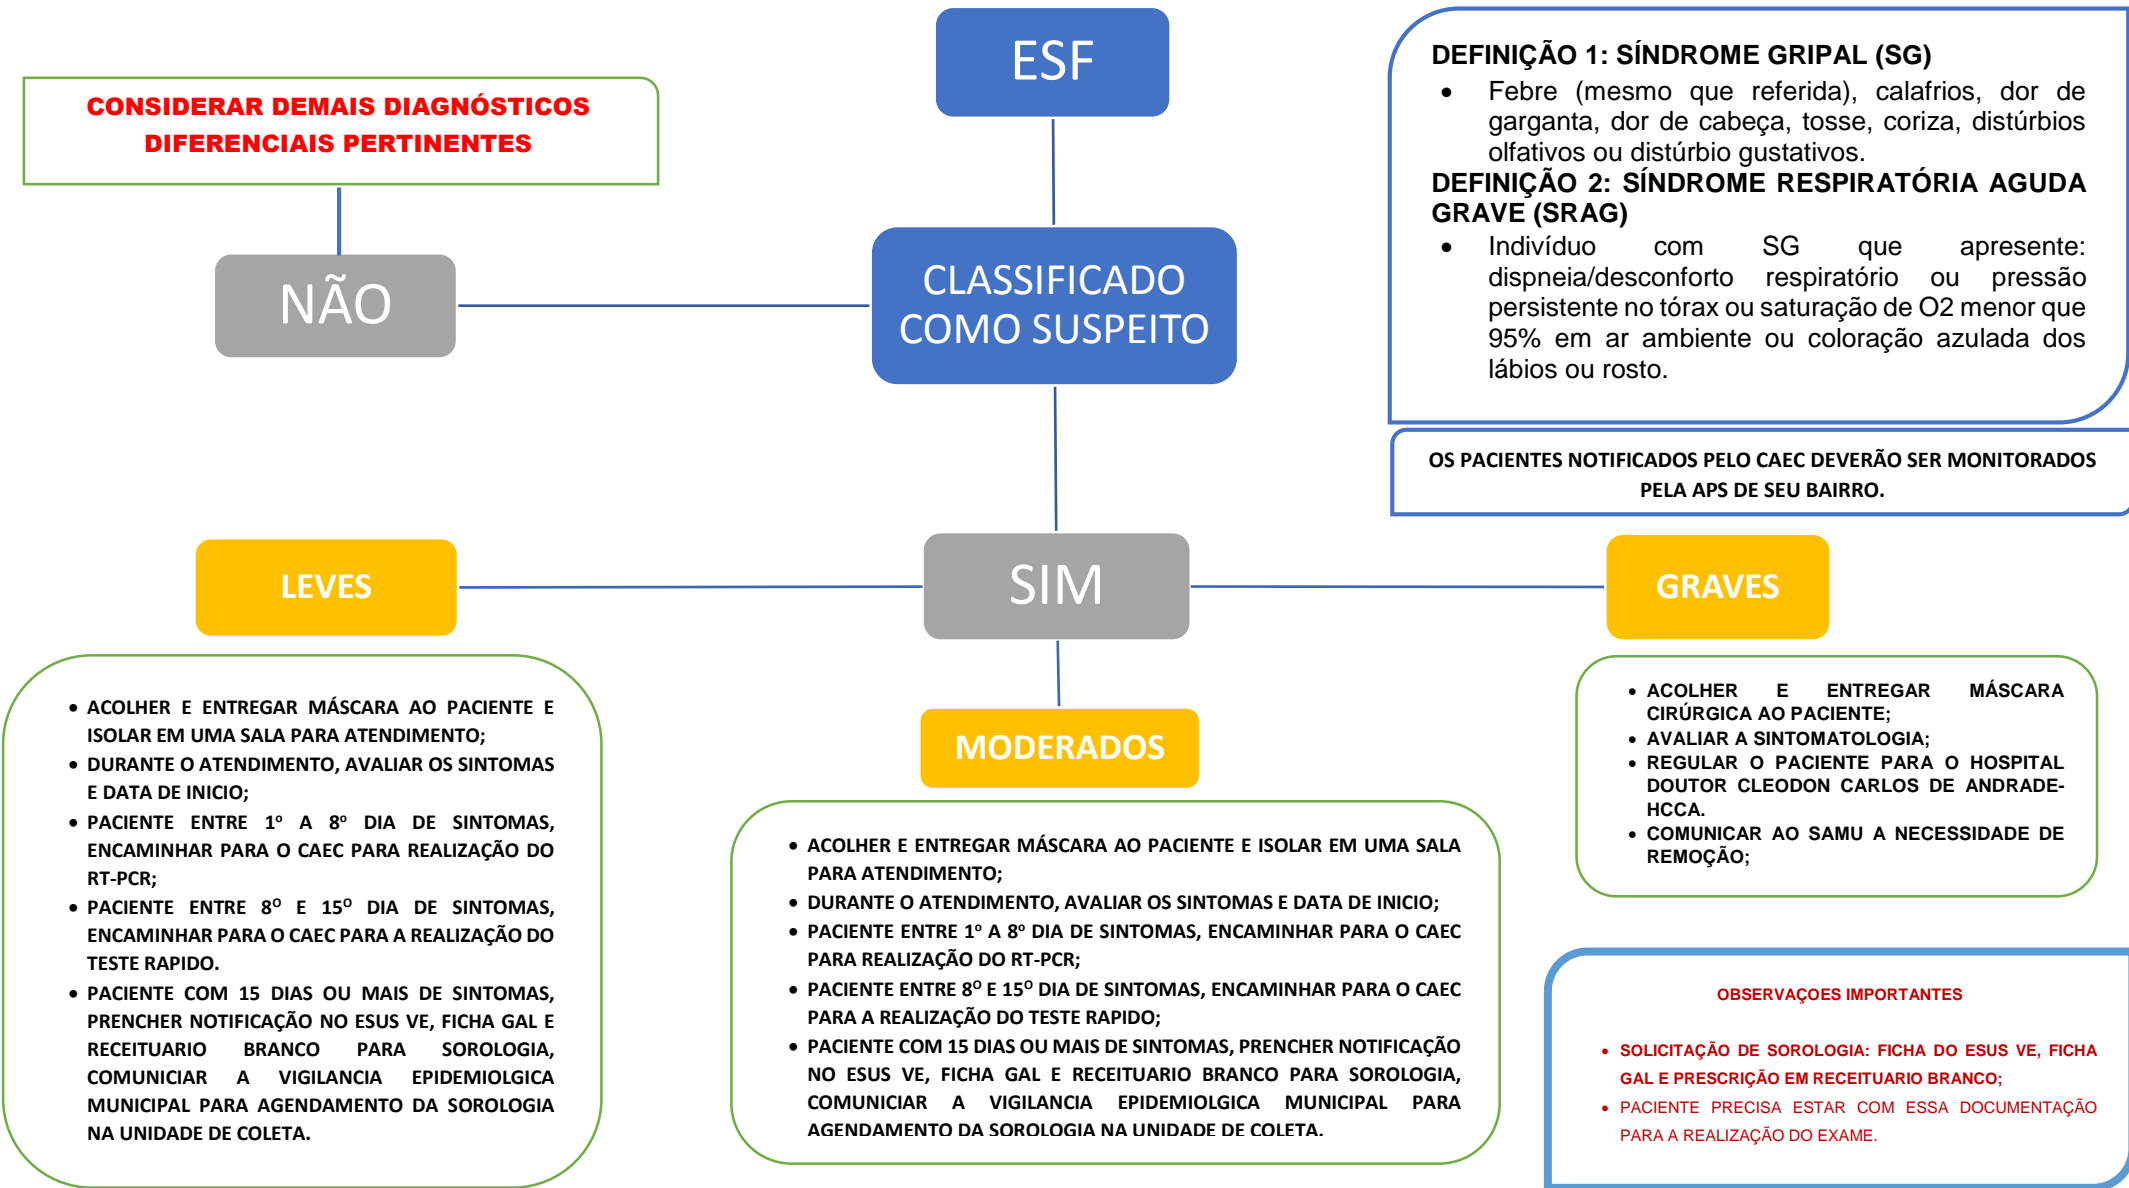 ESF
CONSIDERAR DEMAIS DIAGNÓSTICOS
DIFERENCIAIS PERTINENTES
NÃO
CLASSIFICADO
COMO SUSPEITO
DEFINIÇÃO 1: SÍNDROME GRIPAL (SG)
• Febre (mesmo que referida), calafrios, dor de
garganta, dor de cabeça, tosse, coriza, distúrbios
olfativos ou distúrbio gustativos.
DEFINIÇÃO 2: SÍNDROME RESPIRATÓRIA AGUDA
GRAVE (SRAG)
• Indivíduo com SG que apresente:
dispneia/desconforto respiratório ou pressão
persistente no tórax ou saturação de O2 menor que
95% em ar ambiente ou coloração azulada dos
lábios ou rosto.
OS PACIENTES NOTIFICADOS PELO CAEC DEVERÃO SER MONITORADOS
PELA APS DE SEU BAIRRO.
LEVES
SIM
GRAVES
• ACOLHER E ENTREGAR MÁSCARA AO PACIENTE E
ISOLAR EM UMA SALA PARA ATENDIMENTO;
• DURANTE O ATENDIMENTO, AVALIAR OS SINTOMAS
E DATA DE INICIO;
• PACIENTE ENTRE 1º A 8º DIA DE SINTOMAS,
ENCAMINHAR PARA O CAEC PARA REALIZAÇÃO DO
RT-PCR;
• PACIENTE ENTRE 8º E 15º DIA DE SINTOMAS,
ENCAMINHAR PARA O CAEC PARA A REALIZAÇÃO DO
TESTE RAPIDO.
• PACIENTE COM 15 DIAS OU MAIS DE SINTOMAS,
PRENCHER NOTIFICAÇÃO NO ESUS VE, FICHA GAL E
RECEITUARIO BRANCO PARA SOROLOGIA,
COMUNICIAR A VIGILANCIA EPIDEMIOLGICA
MUNICIPAL PARA AGENDAMENTO DA SOROLOGIA
NA UNIDADE DE COLETA.
MODERADOS
• ACOLHER E ENTREGAR MÁSCARA AO PACIENTE E ISOLAR EM UMA SALA
PARA ATENDIMENTO;
• DURANTE O ATENDIMENTO, AVALIAR OS SINTOMAS E DATA DE INICIO;
• PACIENTE ENTRE 1º A 8º DIA DE SINTOMAS, ENCAMINHAR PARA O CAEC
PARA REALIZAÇÃO DO RT-PCR;
• PACIENTE ENTRE 8º E 15º DIA DE SINTOMAS, ENCAMINHAR PARA O CAEC
PARA A REALIZAÇÃO DO TESTE RAPIDO;
• PACIENTE COM 15 DIAS OU MAIS DE SINTOMAS, PRENCHER NOTIFICAÇÃO
NO ESUS VE, FICHA GAL E RECEITUARIO BRANCO PARA SOROLOGIA,
COMUNICIAR A VIGILANCIA EPIDEMIOLGICA MUNICIPAL PARA
AGENDAMENTO DA SOROLOGIA NA UNIDADE DE COLETA.
• ACOLHER E ENTREGAR MÁSCARA
CIRÚRGICA AO PACIENTE;
• AVALIAR A SINTOMATOLOGIA;
• REGULAR O PACIENTE PARA O HOSPITAL
DOUTOR CLEODON CARLOS DE ANDRADE-
HCCA.
• COMUNICAR AO SAMU A NECESSIDADE DE
REMOÇÃO;
OBSERVAÇOES IMPORTANTES
• SOLICITAÇÃO DE SOROLOGIA: FICHA DO ESUS VE, FICHA
GAL E PRESCRIÇÃO EM RECEITUARIO BRANCO;
• PACIENTE PRECISA ESTAR COM ESSA DOCUMENTAÇÃO
PARA A REALIZAÇÃO DO EXAME.